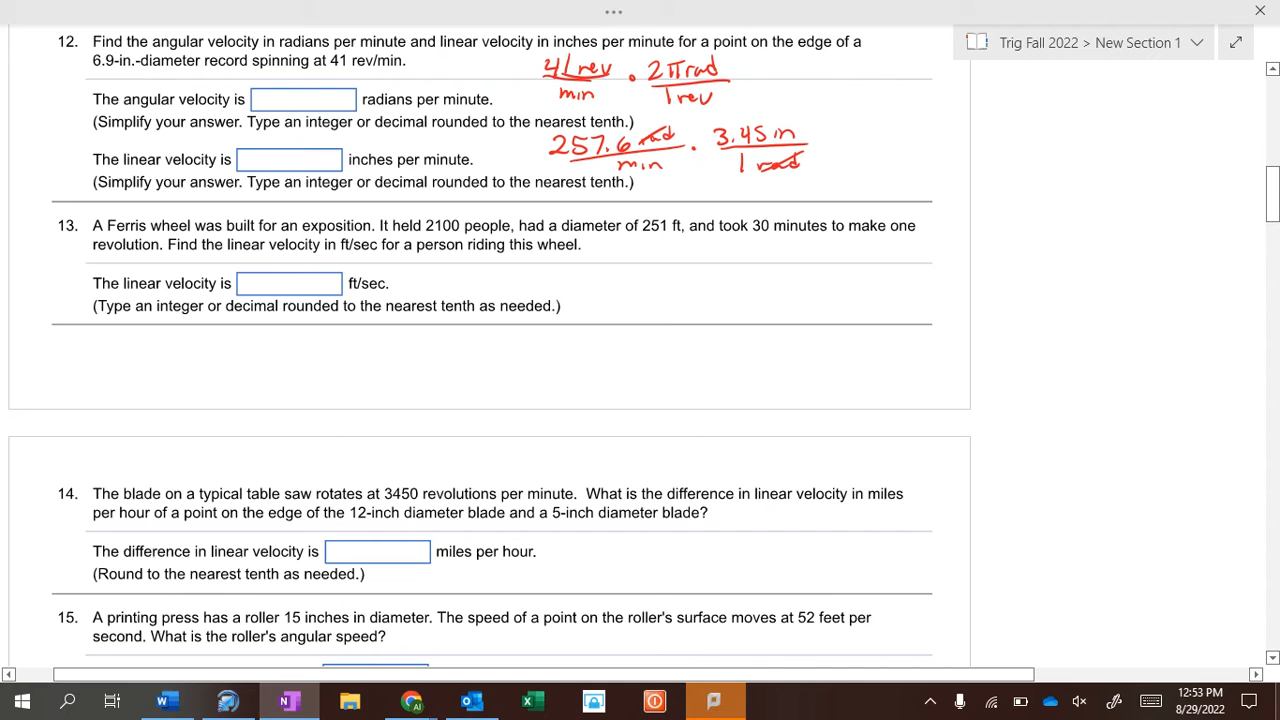 Trig Fall 2022 > New Section 1
12. Find the angular velocity in radians per minute and linear velocity in inches per minute for a point on the edge of a
6.9-in.-diameter record spinning at 41 rev/min.
41 rev / min · 2π rad / 1 rev
The angular velocity is radians per minute.
(Simplify your answer. Type an integer or decimal rounded to the nearest tenth.)
257.6 rad / min · 3.45 in / 1 rad
The linear velocity is inches per minute.
(Simplify your answer. Type an integer or decimal rounded to the nearest tenth.)
13. A Ferris wheel was built for an exposition. It held 2100 people, had a diameter of 251 ft, and took 30 minutes to make one
revolution. Find the linear velocity in ft/sec for a person riding this wheel.
The linear velocity is ft/sec.
(Type an integer or decimal rounded to the nearest tenth as needed.)
14. The blade on a typical table saw rotates at 3450 revolutions per minute. What is the difference in linear velocity in miles
per hour of a point on the edge of the 12-inch diameter blade and a 5-inch diameter blade?
The difference in linear velocity is miles per hour.
(Round to the nearest tenth as needed.)
15. A printing press has a roller 15 inches in diameter. The speed of a point on the roller's surface moves at 52 feet per
second. What is the roller's angular speed?
12:53 PM
8/29/2022